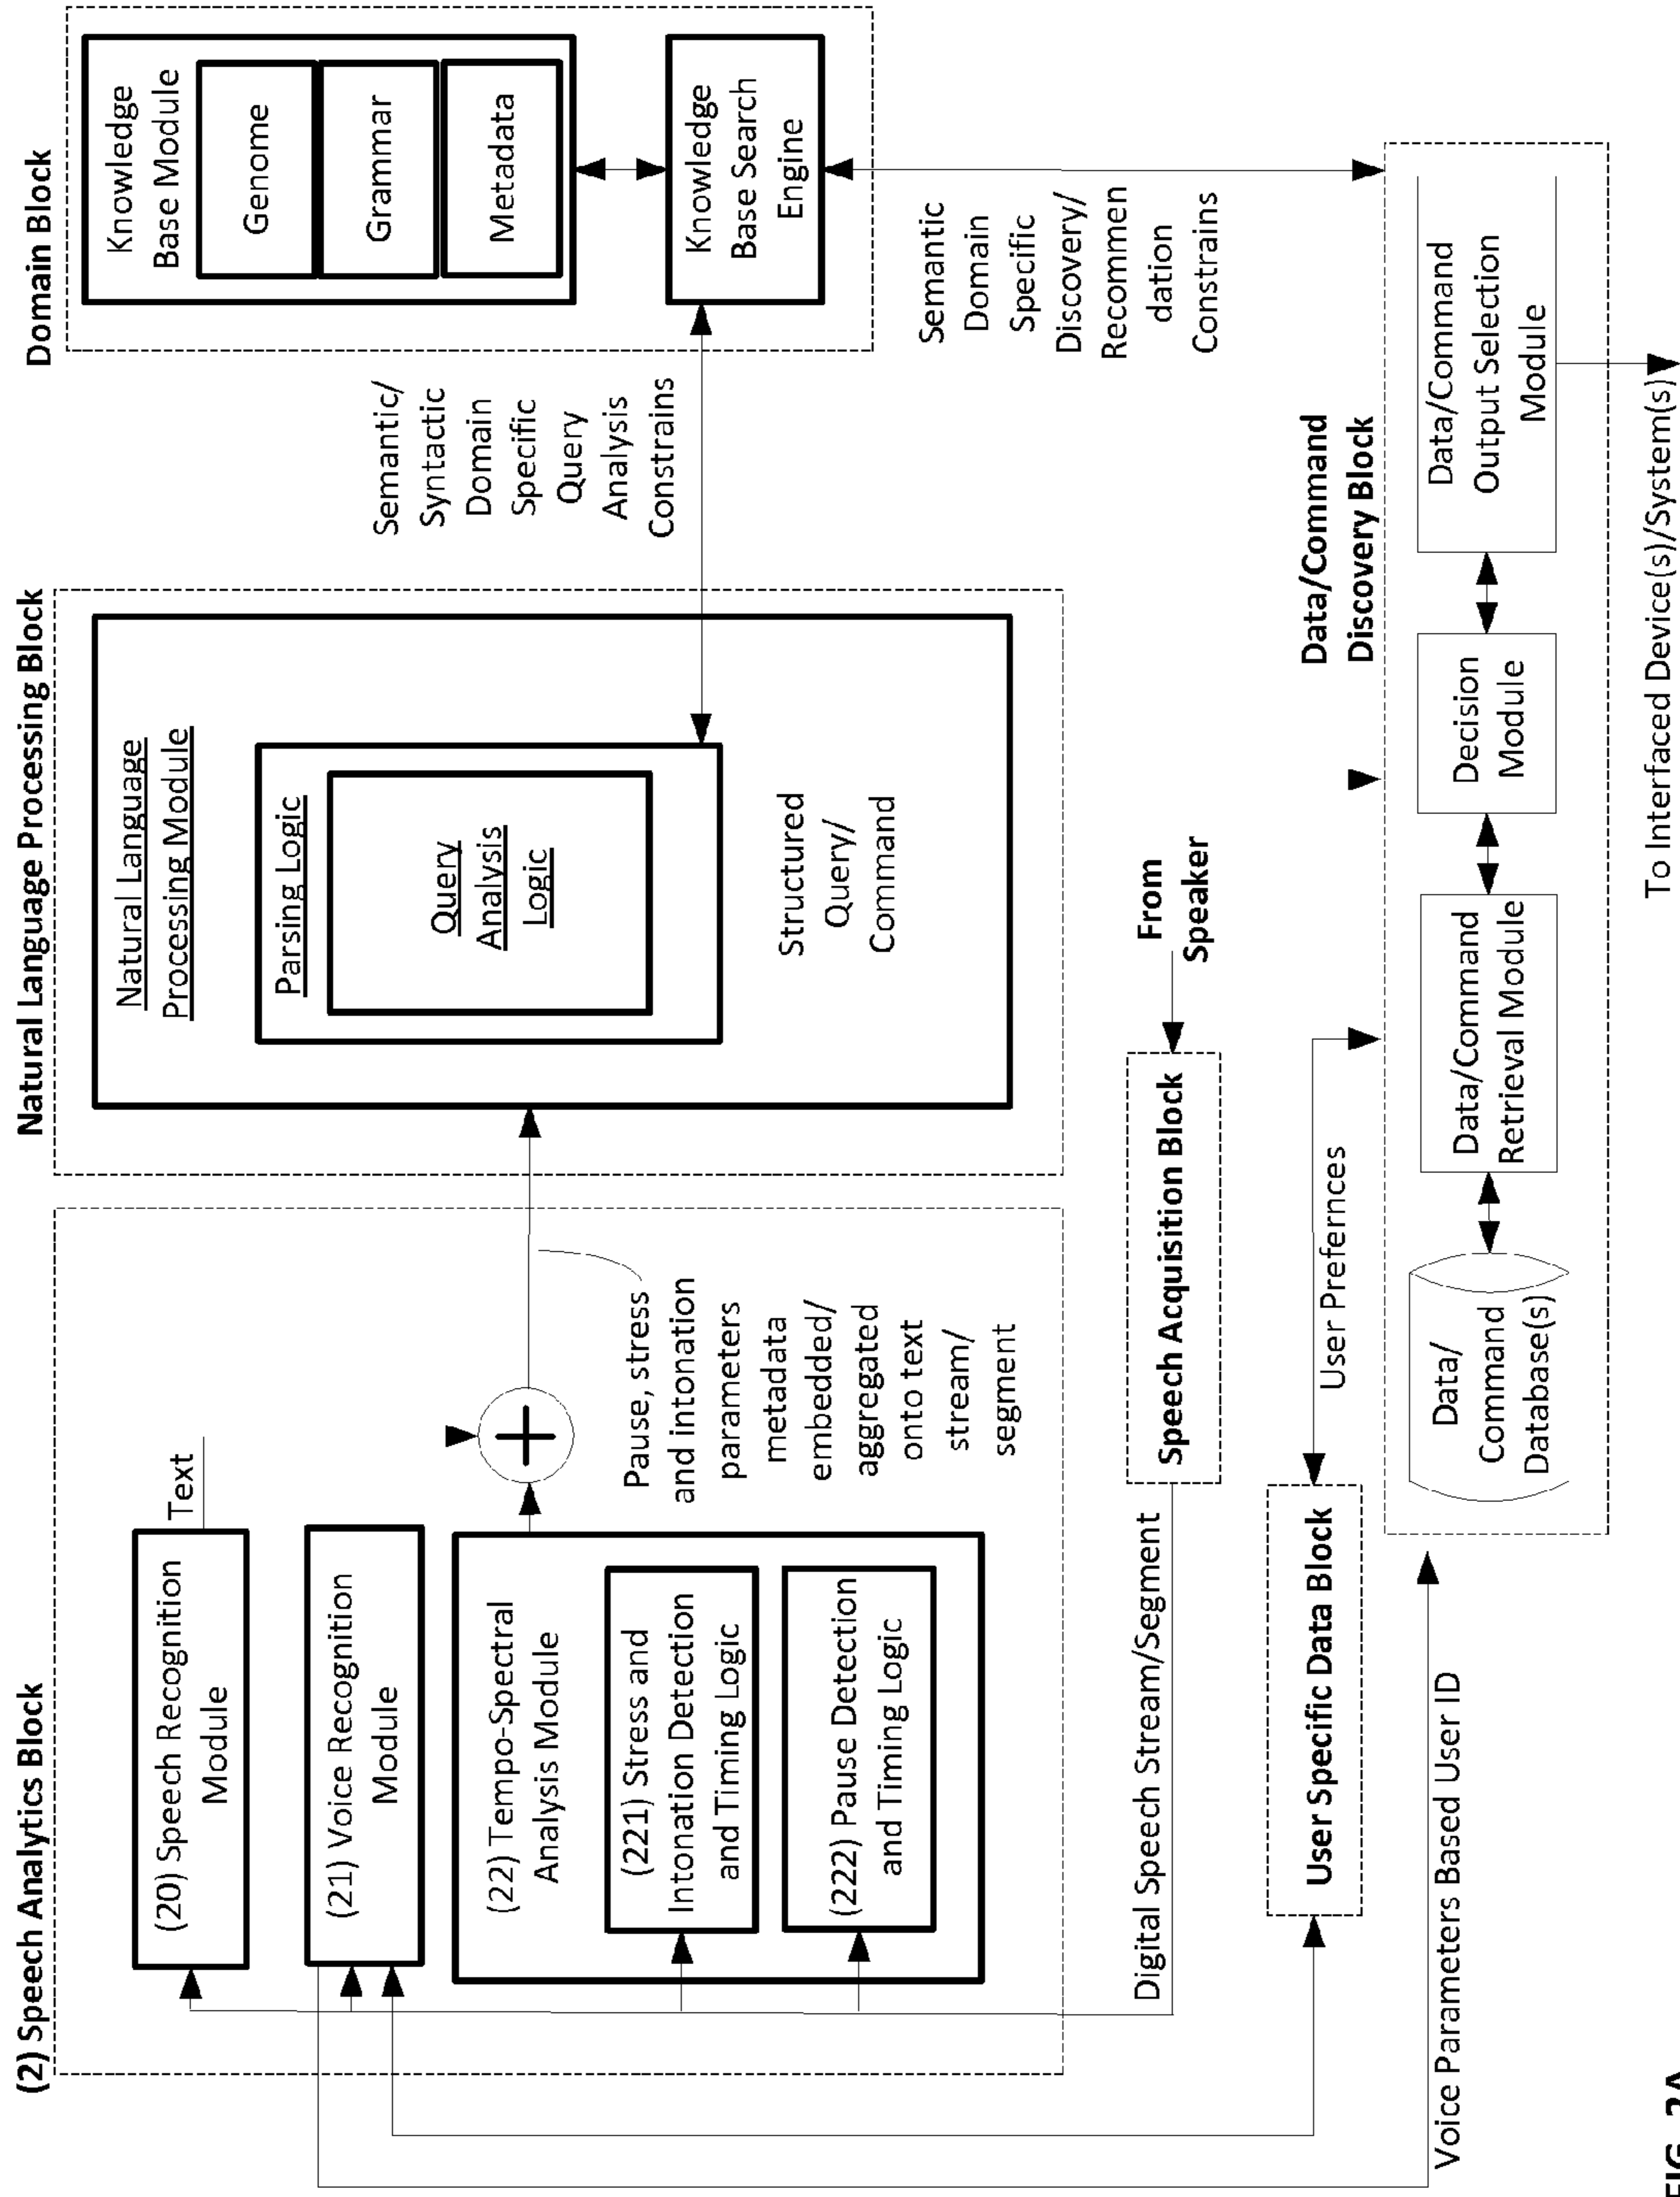 (2) Speech Analytics Block
(20) Speech Recognition
Module
Text
(21) Voice Recognition
Module
(22) Tempo-Spectral
Analysis Module
(221) Stress and
Intonation Detection
and Timing Logic
(222) Pause Detection
and Timing Logic
Pause, stress
and intonation
parameters
metadata
embedded/
aggregated
onto text
stream/
segment
Natural Language Processing Block
Natural Language
Processing Module
Parsing Logic
Query
Analysis
Logic
Structured
Query/
Command
Semantic/
Syntactic
Domain
Specific
Query
Analysis
Constrains
Domain Block
Knowledge
Base Module
Genome
Grammar
Metadata
Knowledge
Base Search
Engine
Semantic
Domain
Specific
Discovery/
Recommen
dation
Constrains
Digital Speech Stream/Segment
Speech Acquisition Block
From
Speaker
User Specific Data Block
User Prefernces
Data/Command
Discovery Block
Voice Parameters Based User ID
Data/
Command
Database(s)
Data/Command
Retrieval Module
Decision
Module
Data/Command
Output Selection
Module
To Interfaced Device(s)/System(s)
FIG. 2A